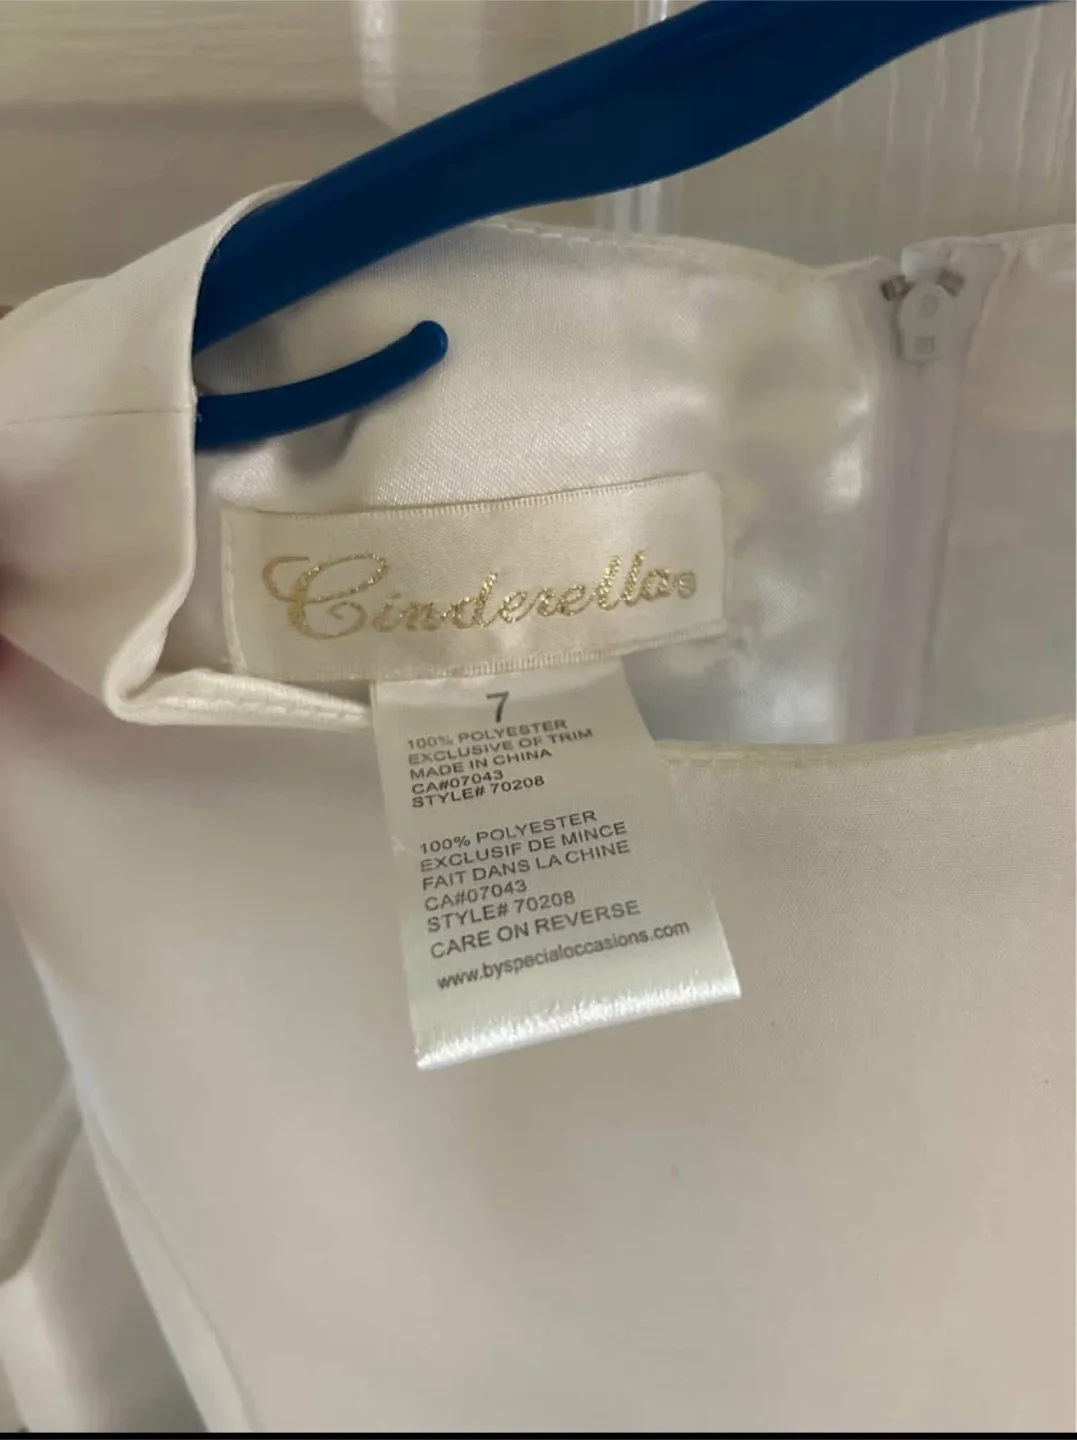 Cinderella®
7
100% POLYESTER
EXCLUSIVE OF TRIM
MADE IN CHINA
CA#07043
STYLE# 70208
100% POLYESTER
EXCLUSIF DE MINCE
FAIT DANS LA CHINE
CA#07043
STYLE# 70208
CARE ON REVERSE
www.byspecialoccasions.com